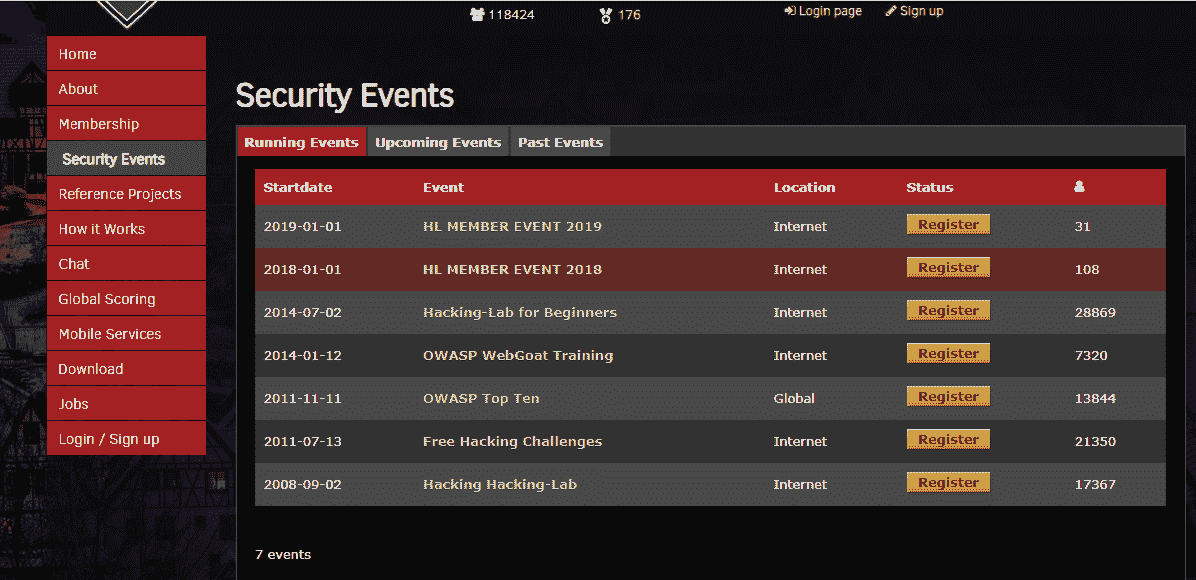 118424 176 Login page Sign up
Home
About
Membership
Security Events
Reference Projects
How it Works
Chat
Global Scoring
Mobile Services
Download
Jobs
Login / Sign up
Security Events
Running Events Upcoming Events Past Events
Startdate Event Location Status
2019-01-01 HL MEMBER EVENT 2019 Internet Register 31
2018-01-01 HL MEMBER EVENT 2018 Internet Register 108
2014-07-02 Hacking-Lab for Beginners Internet Register 28869
2014-01-12 OWASP WebGoat Training Internet Register 7320
2011-11-11 OWASP Top Ten Global Register 13844
2011-07-13 Free Hacking Challenges Internet Register 21350
2008-09-02 Hacking Hacking-Lab Internet Register 17367
7 events